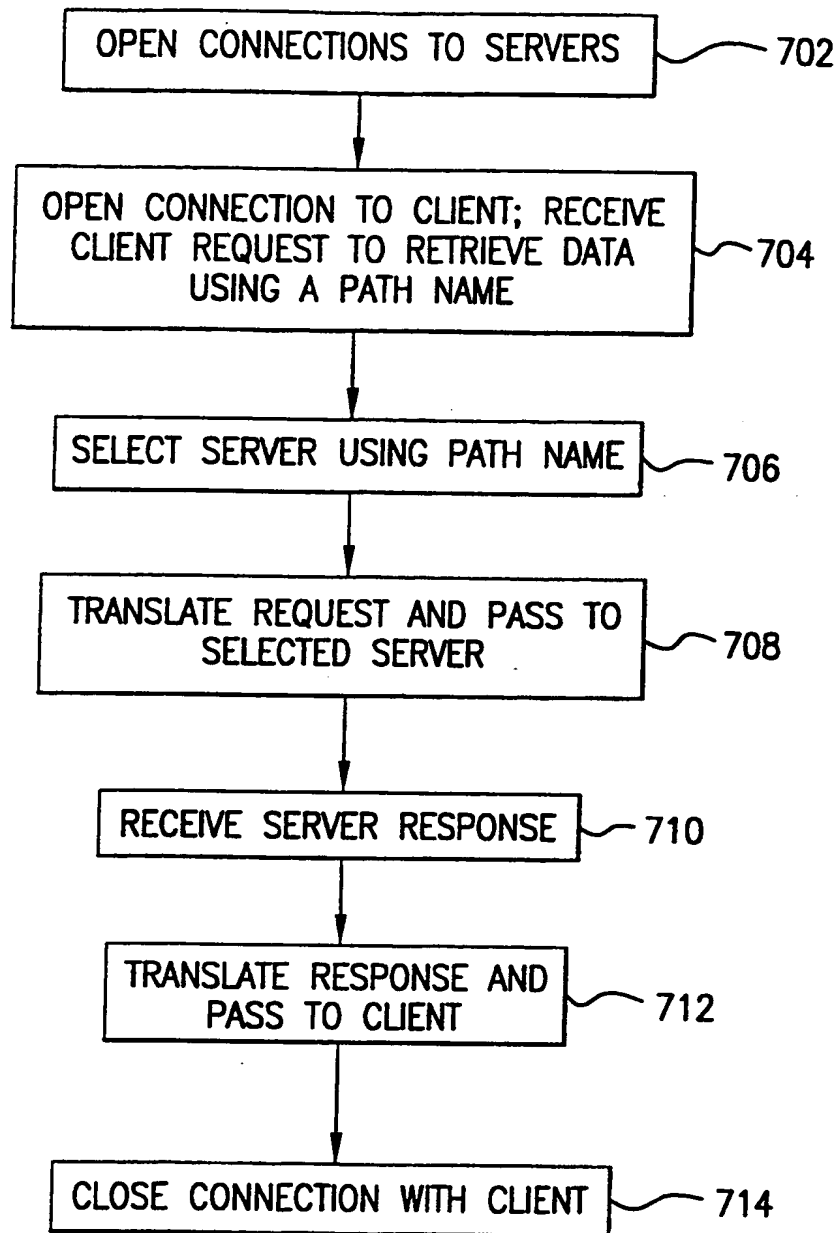 OPEN CONNECTIONS TO SERVERS
702
OPEN CONNECTION TO CLIENT; RECEIVE
CLIENT REQUEST TO RETRIEVE DATA
USING A PATH NAME
704
SELECT SERVER USING PATH NAME
706
TRANSLATE REQUEST AND PASS TO
SELECTED SERVER
708
RECEIVE SERVER RESPONSE
710
TRANSLATE RESPONSE AND
PASS TO CLIENT
712
CLOSE CONNECTION WITH CLIENT
714